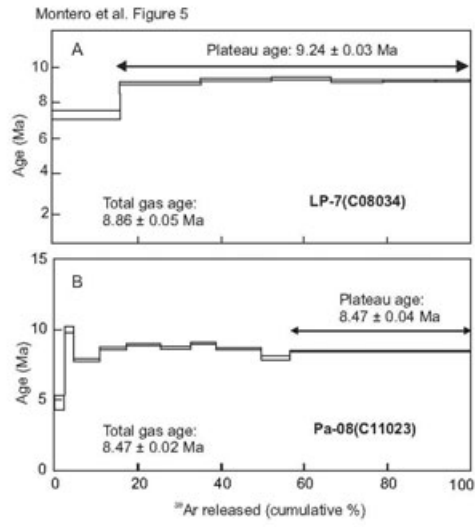 Montero et al. Figure 5
A
Plateau age: 9.24 ± 0.03 Ma
10
8
6
4
2
Age (Ma)
Total gas age:
8.86 ± 0.05 Ma
LP-7(C08034)
15
10
5
0
Age (Ma)
B
Plateau age:
8.47 ± 0.04 Ma
Total gas age:
8.47 ± 0.02 Ma
Pa-08(C11023)
0 20 40 60 80 100
³⁹Ar released (cumulative %)